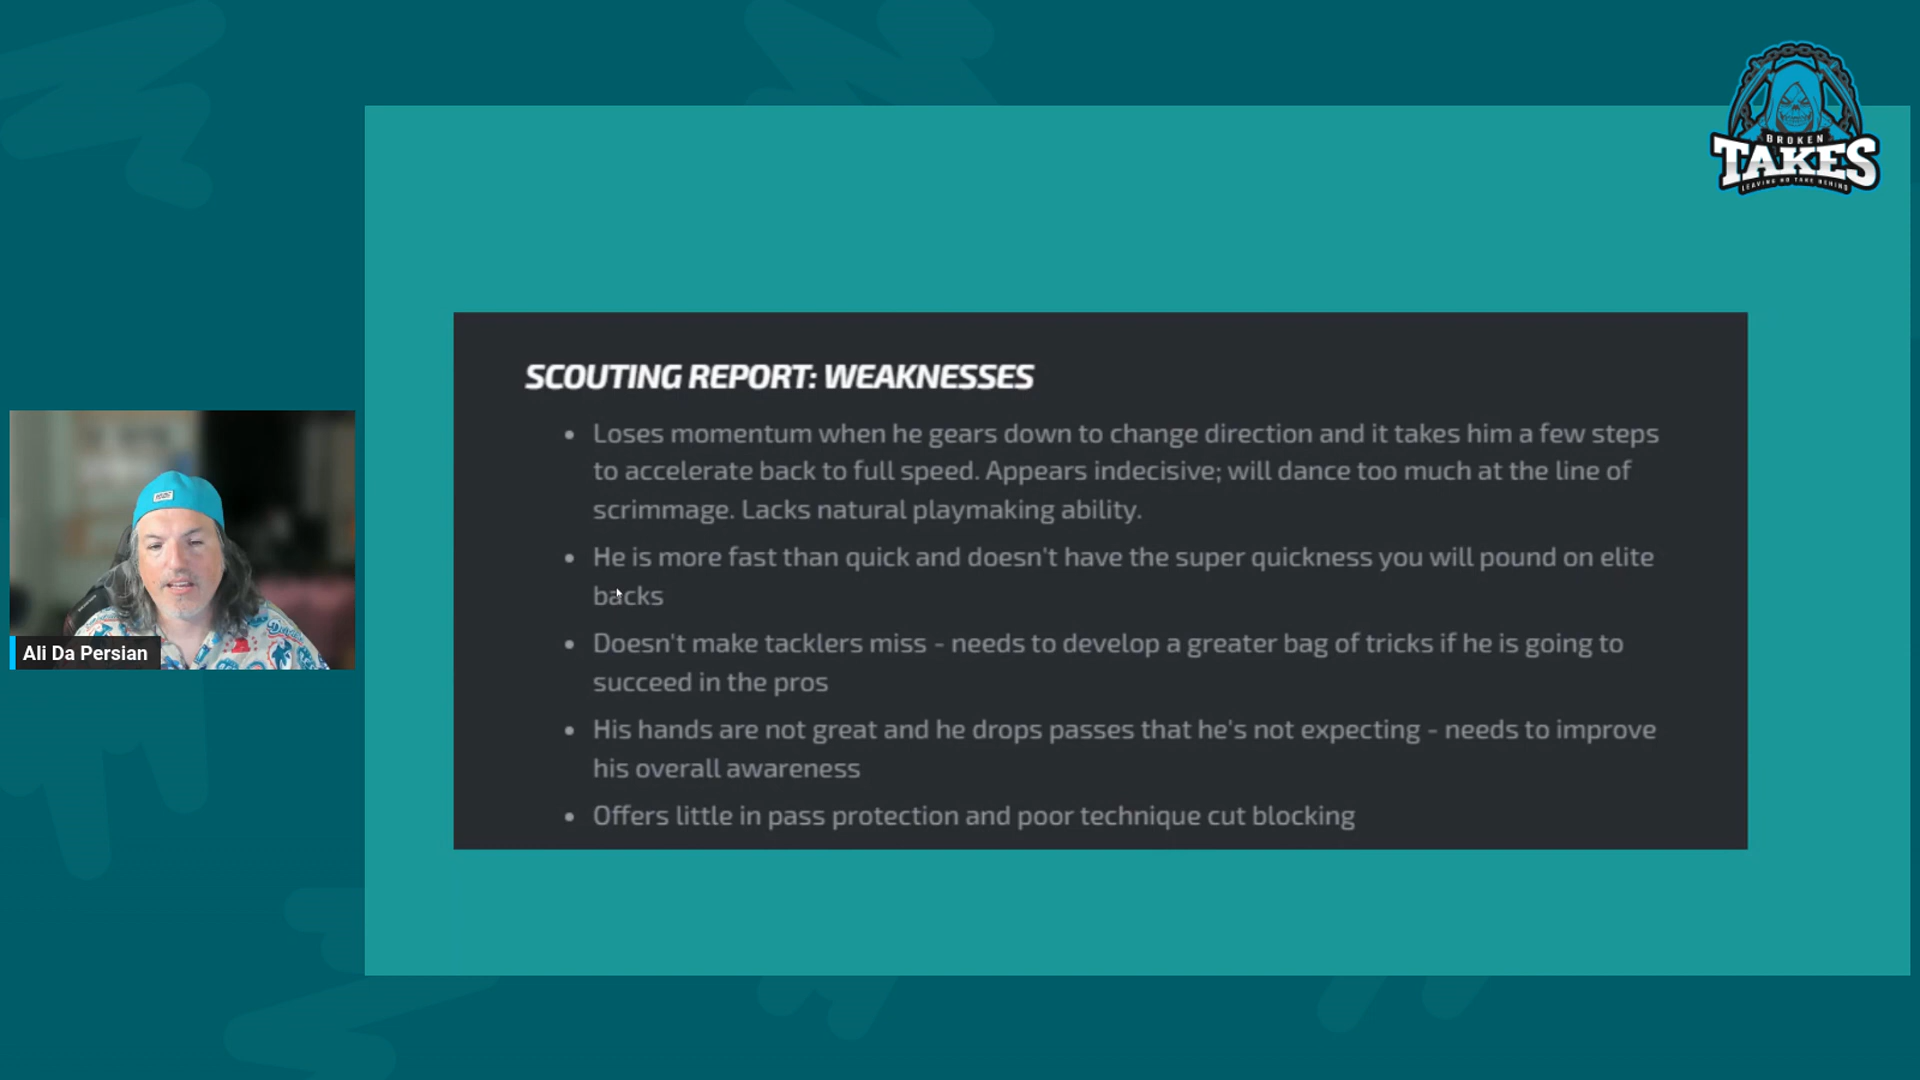 BROKEN
TAKES
LEAVING NO TAKE BEHIND
SCOUTING REPORT: WEAKNESSES
• Loses momentum when he gears down to change direction and it takes him a few steps
to accelerate back to full speed. Appears indecisive; will dance too much at the line of
scrimmage. Lacks natural playmaking ability.
• He is more fast than quick and doesn't have the super quickness you will pound on elite
backs
• Doesn't make tacklers miss - needs to develop a greater bag of tricks if he is going to
succeed in the pros
• His hands are not great and he drops passes that he's not expecting - needs to improve
his overall awareness
• Offers little in pass protection and poor technique cut blocking
Ali Da Persian